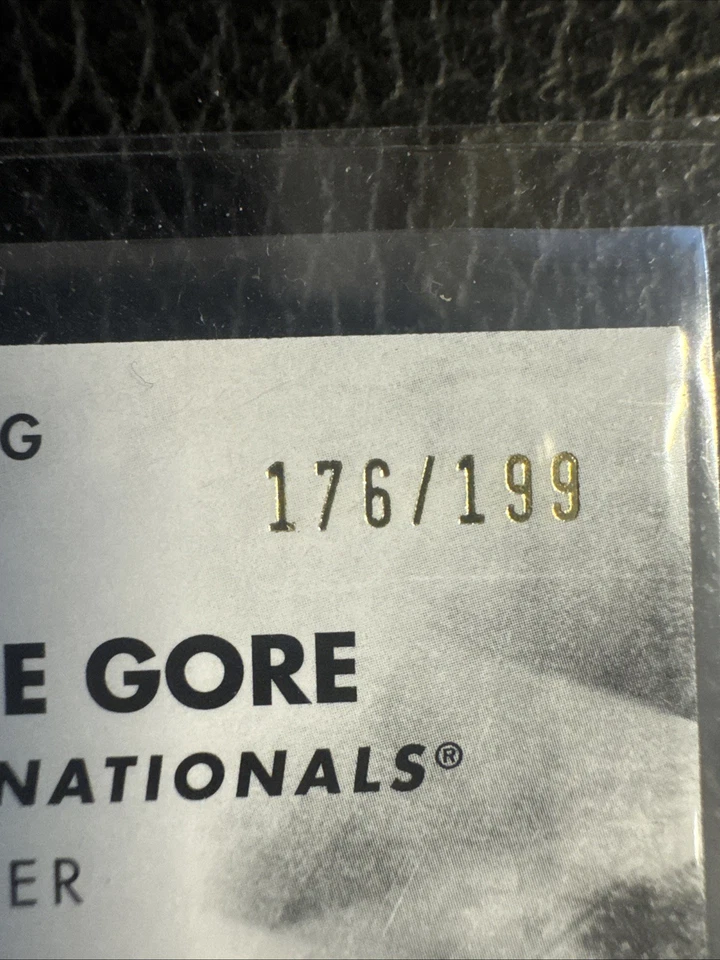 G
176/199
E GORE
NATIONALS®
ER